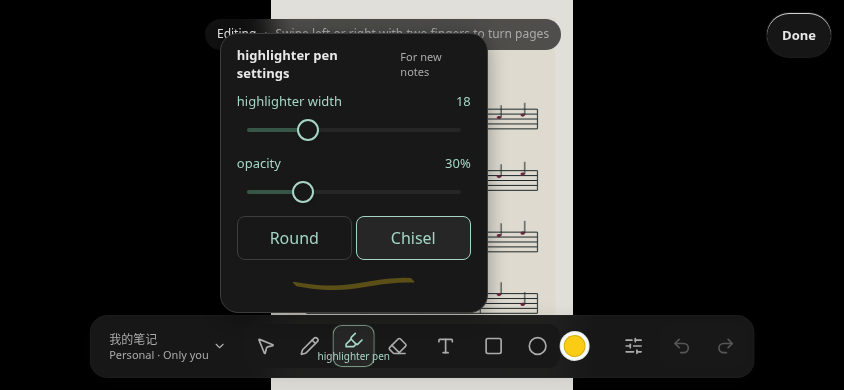 Editing · Swipe left or right with two fingers to turn pages
Done
highlighter pen settings
For new notes
highlighter width 18
opacity 30%
Round Chisel
我的笔记
Personal · Only you
highlighter pen
T